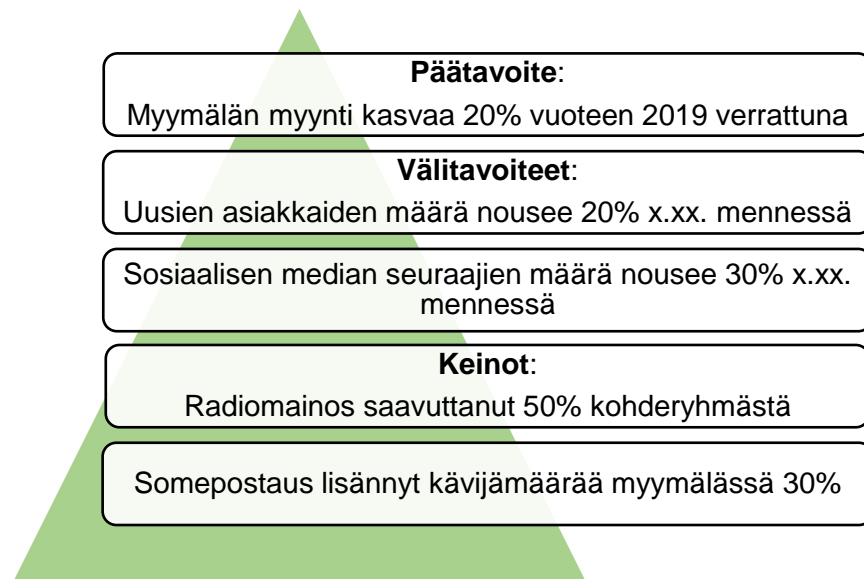 Päätavoite:
Myymälän myynti kasvaa 20% vuoteen 2019 verrattuna
Välitavoiteet:
Uusien asiakkaiden määrä nousee 20% x.xx. mennessä
Sosiaalisen median seuraajien määrä nousee 30% x.xx.
mennessä
Keinot:
Radiomainos saavuttanut 50% kohderyhmästä
Somepostaus lisännyt kävijämäärää myymälässä 30%